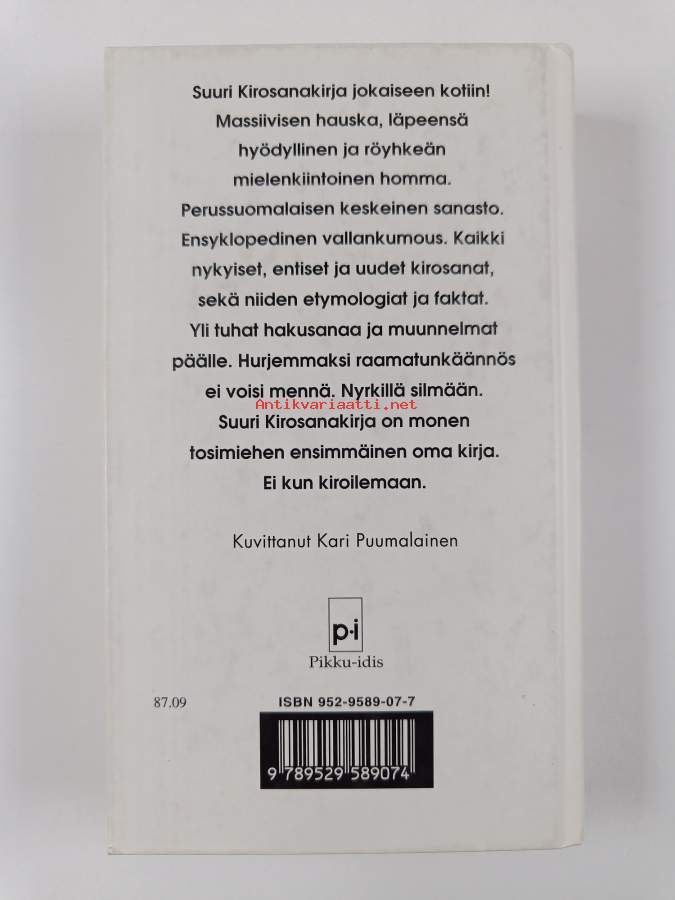 Suuri Kirosanakirja jokaiseen kotiin!
Massiivisen hauska, läpeensä
hyödyllinen ja röyhkeän
mielenkiintoinen homma.
Perussuomalaisen keskeinen sanasto.
Ensyklopedinen vallankumous. Kaikki
nykyiset, entiset ja uudet kirosanat,
sekä niiden etymologiat ja faktat.
Yli tuhat hakusanaa ja muunnelmat
päälle. Hurjemmaksi raamatunkäännös
ei voisi mennä. Nyrkillä silmään.
Antikvariaatti.net
Suuri Kirosanakirja on monen
tosimiehen ensimmäinen oma kirja.
Ei kun kiroilemaan.
Kuvittanut Kari Puumalainen
p·i
Pikku-idis
87.09
ISBN 952-9589-07-7
9 789529 589074